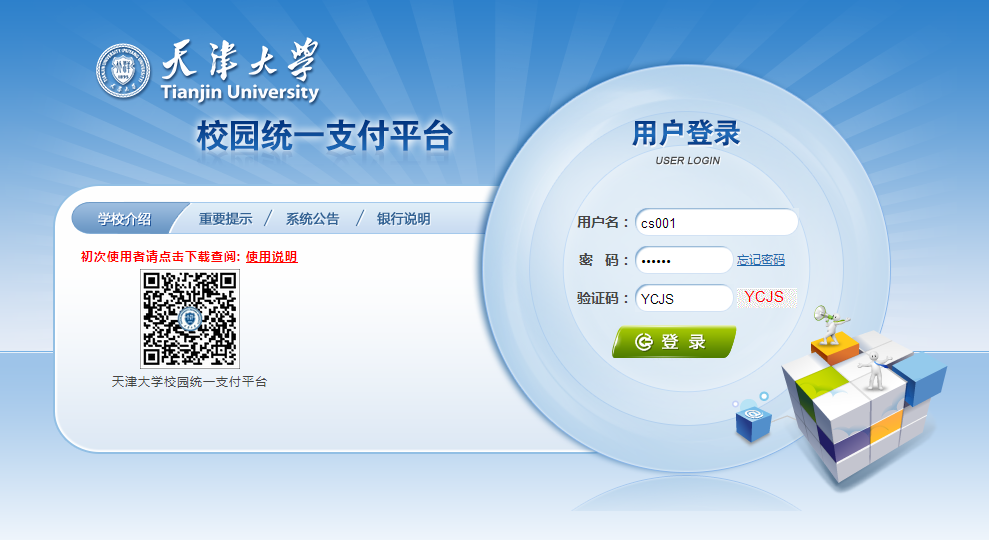 天津大学
Tianjin University
校园统一支付平台
用户登录
USER LOGIN
学校介绍 重要提示 / 系统公告 / 银行说明
初次使用者请点击下载查阅: 使用说明
天津大学校园统一支付平台
用户名： cs001
密 码： •••••• 忘记密码
验证码： YCJS YCJS
登 录